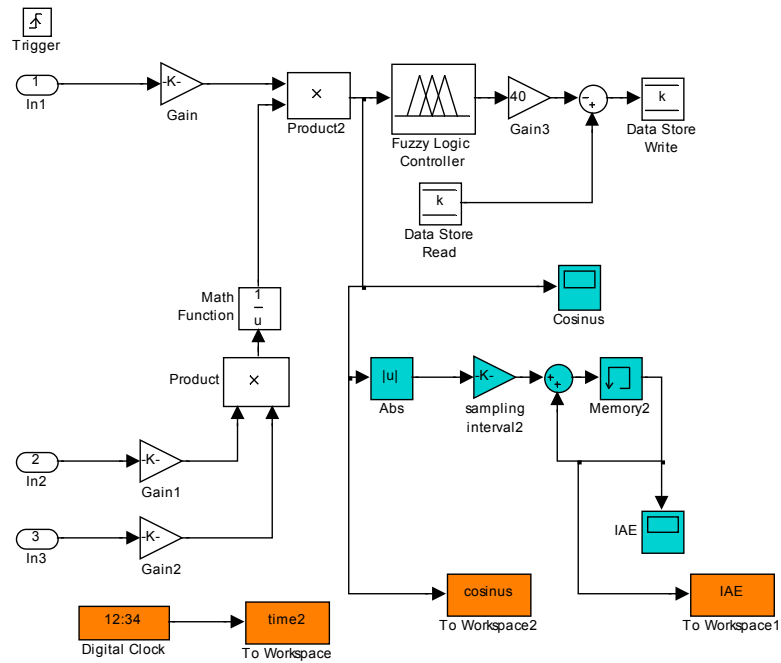 Trigger
1
In1
-K-
Gain
×
Product2
Fuzzy Logic
Controller
40
Gain3
−
+
k
Data Store
Write
k
Data Store
Read
Math
Function
1
u
Cosinus
Product
×
|u|
Abs
-K-
sampling
interval2
+
+
Memory2
2
In2
-K-
Gain1
3
In3
-K-
Gain2
IAE
12:34
Digital Clock
time2
To Workspace
cosinus
To Workspace2
IAE
To Workspace1